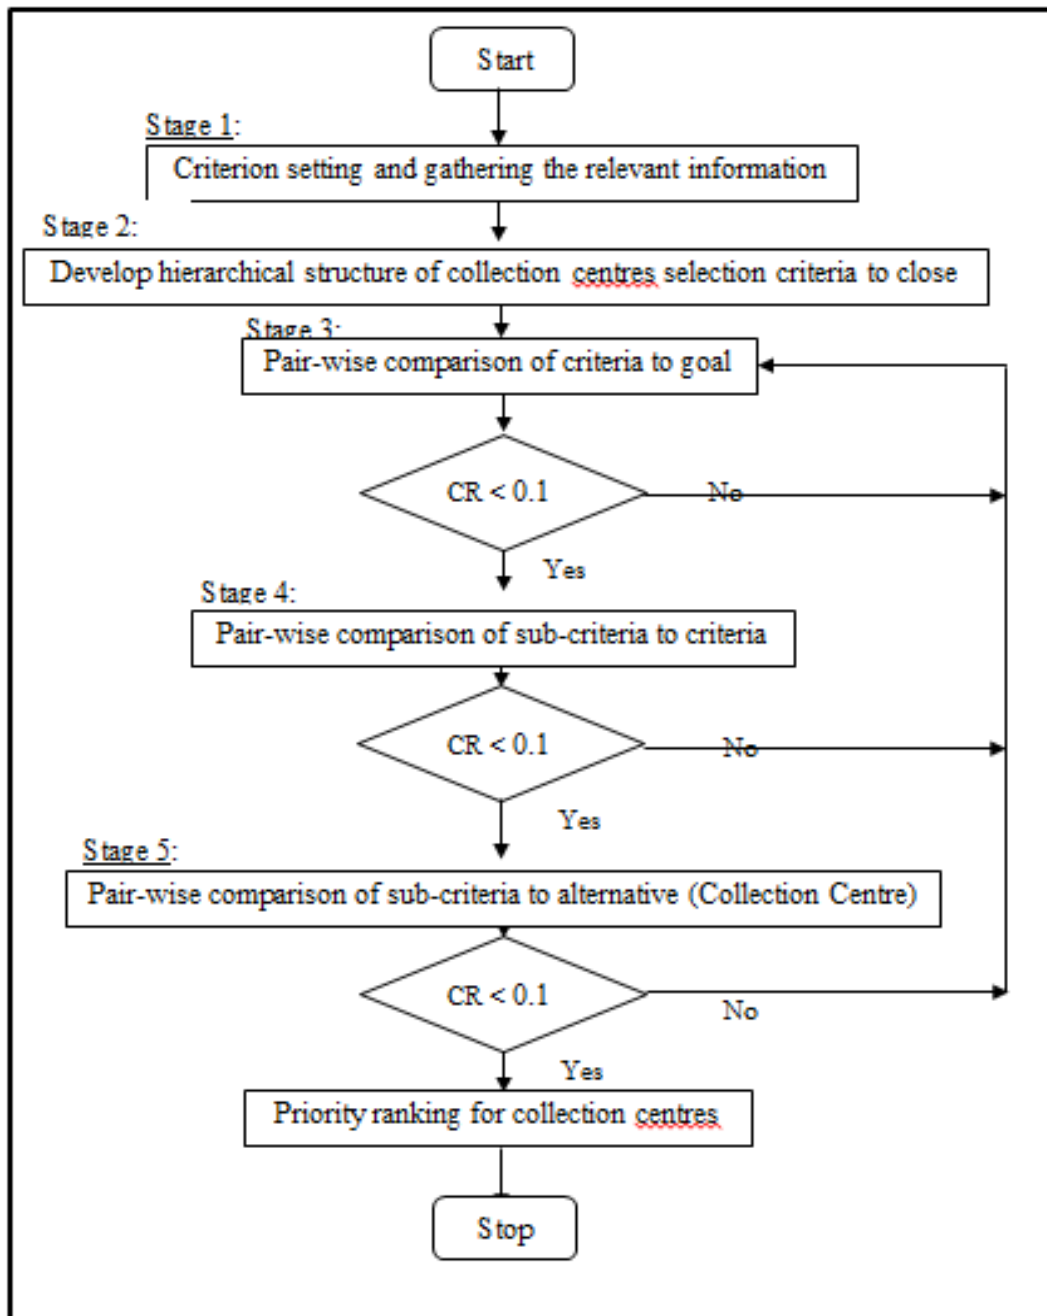 Start
Stage 1:
Criterion setting and gathering the relevant information
Stage 2:
Develop hierarchical structure of collection centres selection criteria to close
Stage 3:
Pair-wise comparison of criteria to goal
CR < 0.1
No
Yes
Stage 4:
Pair-wise comparison of sub-criteria to criteria
CR < 0.1
No
Yes
Stage 5:
Pair-wise comparison of sub-criteria to alternative (Collection Centre)
CR < 0.1
No
Yes
Priority ranking for collection centres
Stop